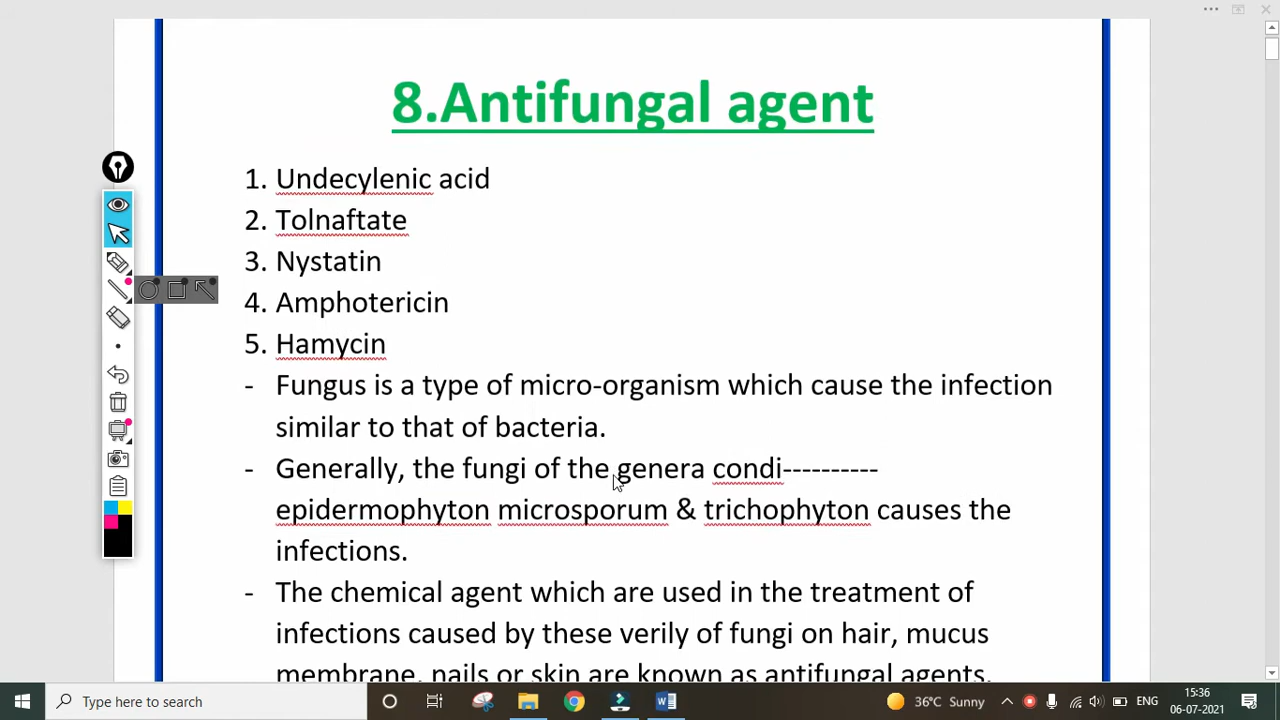 8.Antifungal agent
1. Undecylenic acid
2. Tolnaftate
3. Nystatin
4. Amphotericin
5. Hamycin
- Fungus is a type of micro-organism which cause the infection
similar to that of bacteria.
- Generally, the fungi of the genera condi----------
epidermophyton microsporum & trichophyton causes the
infections.
- The chemical agent which are used in the treatment of
infections caused by these verily of fungi on hair, mucus
membrane, nails or skin are known as antifungal agents.
Type here to search
36°C Sunny
ENG
15:36
06-07-2021